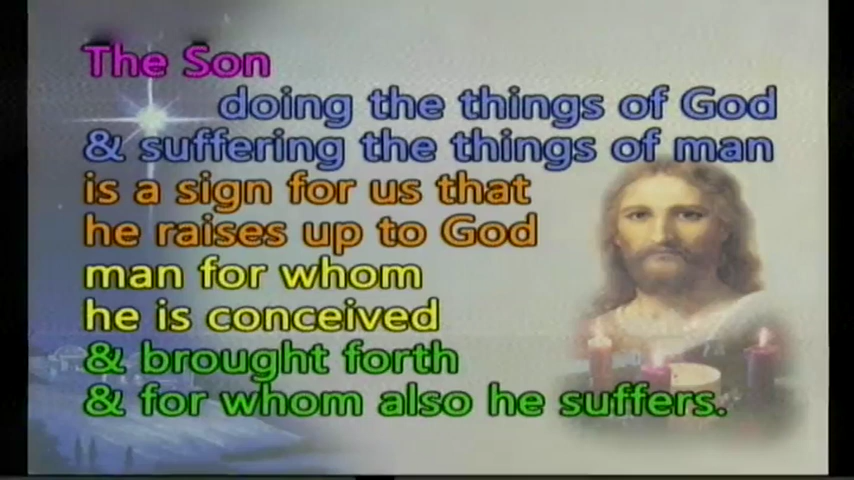 The Son
doing the things of God
& suffering the things of man
is a sign for us that
he raises up to God
man for whom
he is conceived
& brought forth
& for whom also he suffers.